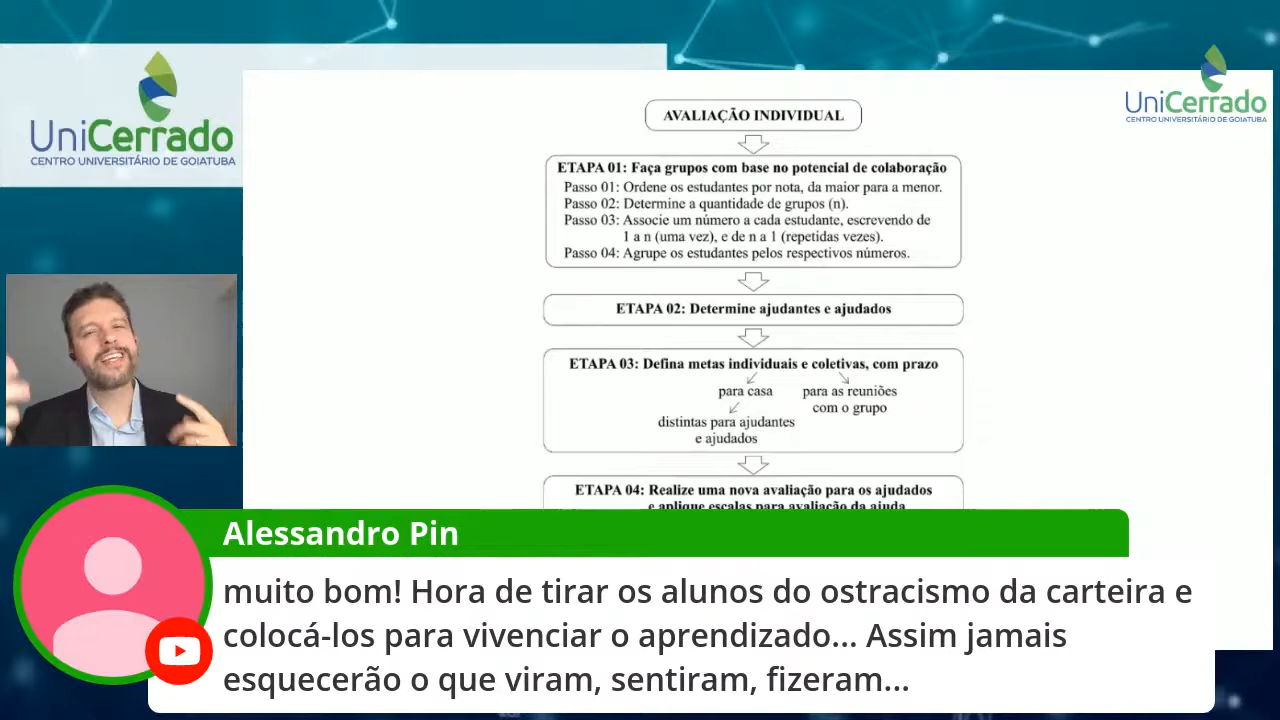 UniCerrado
CENTRO UNIVERSITÁRIO DE GOIATUBA
UniCerrado
CENTRO UNIVERSITÁRIO DE GOIATUBA
AVALIAÇÃO INDIVIDUAL
ETAPA 01: Faça grupos com base no potencial de colaboração
Passo 01: Ordene os estudantes por nota, da maior para a menor.
Passo 02: Determine a quantidade de grupos (n).
Passo 03: Associe um número a cada estudante, escrevendo de
1 a n (uma vez), e de n a 1 (repetidas vezes).
Passo 04: Agrupe os estudantes pelos respectivos números.
ETAPA 02: Determine ajudantes e ajudados
ETAPA 03: Defina metas individuais e coletivas, com prazo
para casa
para as reuniões
com o grupo
distintas para ajudantes
e ajudados
ETAPA 04: Realize uma nova avaliação para os ajudados
e aplique escalas para avaliação da ajuda
Alessandro Pin
muito bom! Hora de tirar os alunos do ostracismo da carteira e
colocá-los para vivenciar o aprendizado... Assim jamais
esquecerão o que viram, sentiram, fizeram...